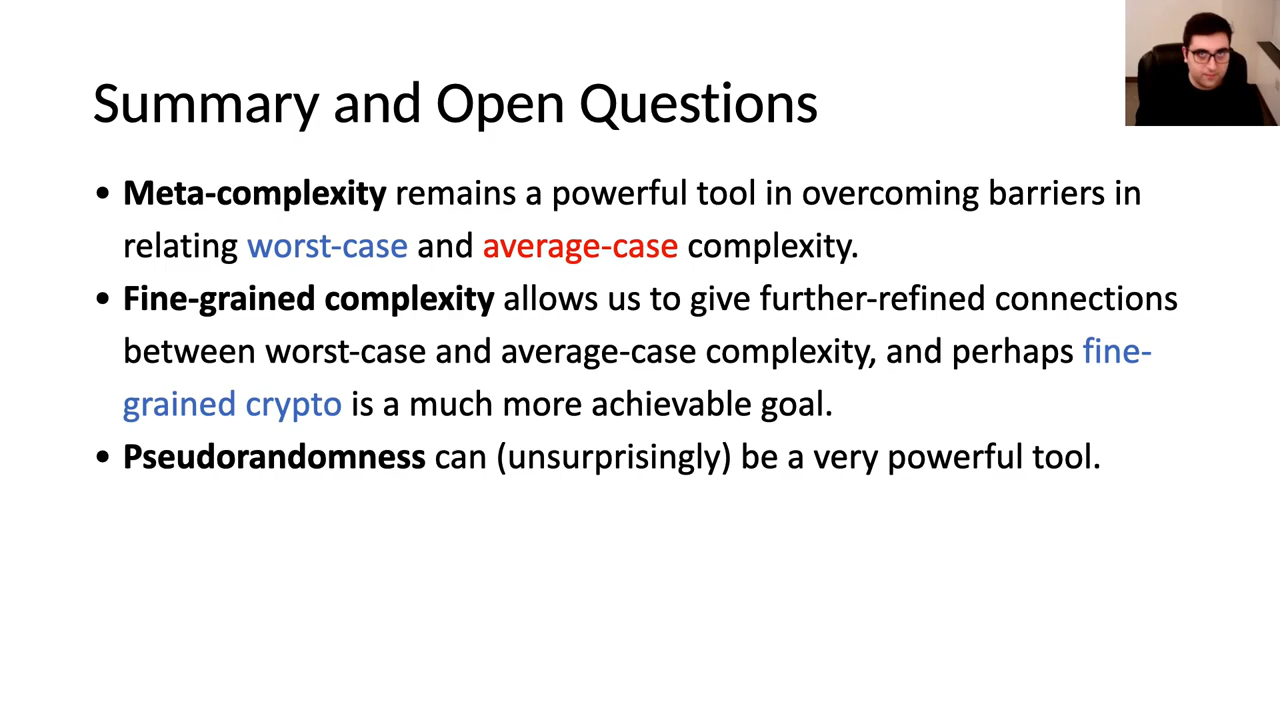 Summary and Open Questions
• Meta-complexity remains a powerful tool in overcoming barriers in
relating worst-case and average-case complexity.
• Fine-grained complexity allows us to give further-refined connections
between worst-case and average-case complexity, and perhaps fine-
grained crypto is a much more achievable goal.
• Pseudorandomness can (unsurprisingly) be a very powerful tool.